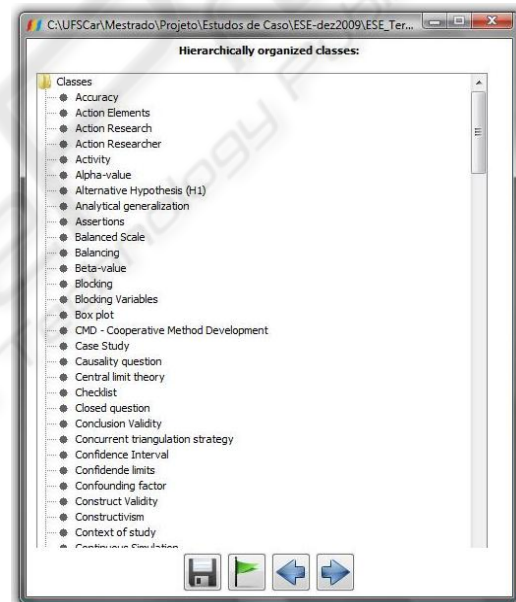 C:\UFSCar\Mestrado\Projeto\Estudos de Caso\ESE-dez2009\ESE_Ter...
Hierarchically organized classes:
Classes
Accuracy
Action Elements
Action Research
Action Researcher
Activity
Alpha-value
Alternative Hypothesis (H1)
Analytical generalization
Assertions
Balanced Scale
Balancing
Beta-value
Blocking
Blocking Variables
Box plot
CMD - Cooperative Method Development
Case Study
Causality question
Central limit theory
Checklist
Closed question
Conclusion Validity
Concurrent triangulation strategy
Confidence Interval
Confidende limits
Confounding factor
Construct Validity
Constructivism
Context of study
Continuous Simulation